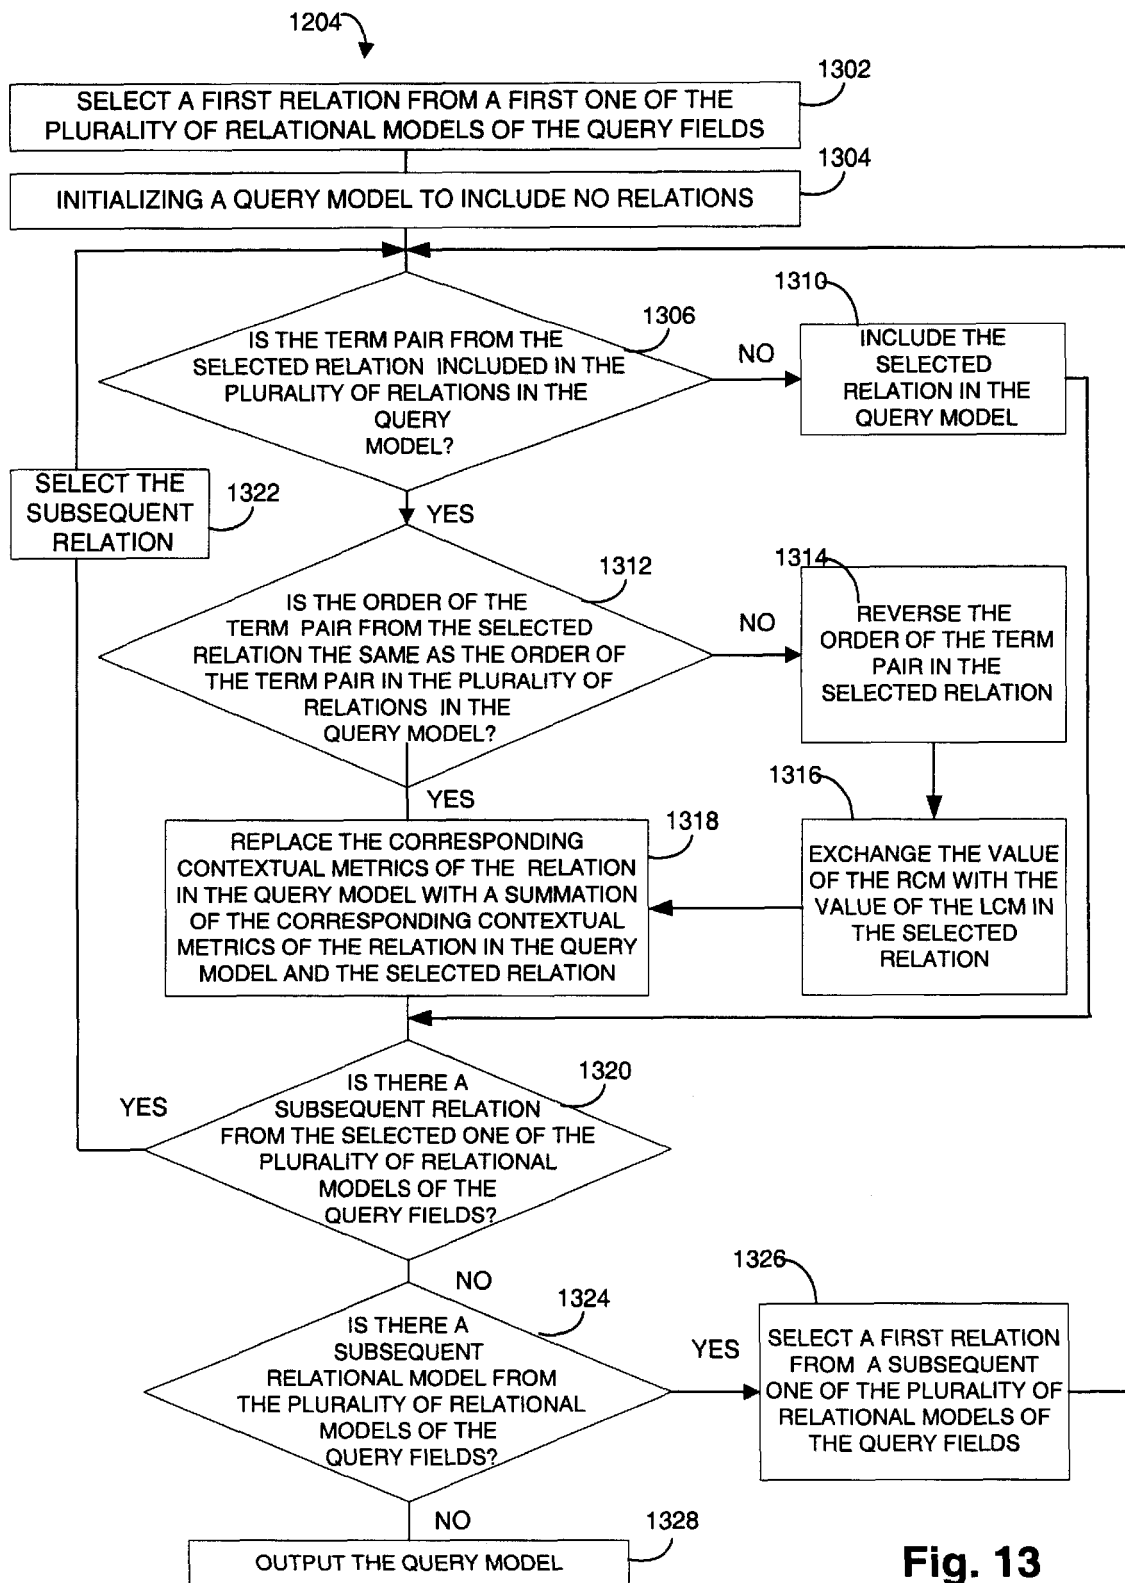 1204
1302
SELECT A FIRST RELATION FROM A FIRST ONE OF THE
PLURALITY OF RELATIONAL MODELS OF THE QUERY FIELDS
1304
INITIALIZING A QUERY MODEL TO INCLUDE NO RELATIONS
1306
IS THE TERM PAIR FROM THE
SELECTED RELATION INCLUDED IN THE
PLURALITY OF RELATIONS IN THE
QUERY
MODEL?
NO
1310
INCLUDE THE
SELECTED
RELATION IN THE
QUERY MODEL
SELECT THE
SUBSEQUENT
RELATION
1322
YES
1312
IS THE ORDER OF THE
TERM PAIR FROM THE SELECTED
RELATION THE SAME AS THE ORDER OF
THE TERM PAIR IN THE PLURALITY OF
RELATIONS IN THE
QUERY MODEL?
NO
1314
REVERSE THE
ORDER OF THE TERM
PAIR IN THE
SELECTED RELATION
YES
1316
EXCHANGE THE VALUE
OF THE RCM WITH THE
VALUE OF THE LCM IN
THE SELECTED
RELATION
1318
REPLACE THE CORRESPONDING
CONTEXTUAL METRICS OF THE RELATION
IN THE QUERY MODEL WITH A SUMMATION
OF THE CORRESPONDING CONTEXTUAL
METRICS OF THE RELATION IN THE QUERY
MODEL AND THE SELECTED RELATION
1320
IS THERE A
SUBSEQUENT RELATION
FROM THE SELECTED ONE OF THE
PLURALITY OF RELATIONAL
MODELS OF THE
QUERY FIELDS?
YES
NO
1324
IS THERE A
SUBSEQUENT
RELATIONAL MODEL FROM
THE PLURALITY OF RELATIONAL
MODELS OF THE
QUERY FIELDS?
YES
1326
SELECT A FIRST RELATION
FROM A SUBSEQUENT
ONE OF THE PLURALITY OF
RELATIONAL MODELS OF
THE QUERY FIELDS
NO
1328
OUTPUT THE QUERY MODEL
Fig. 13